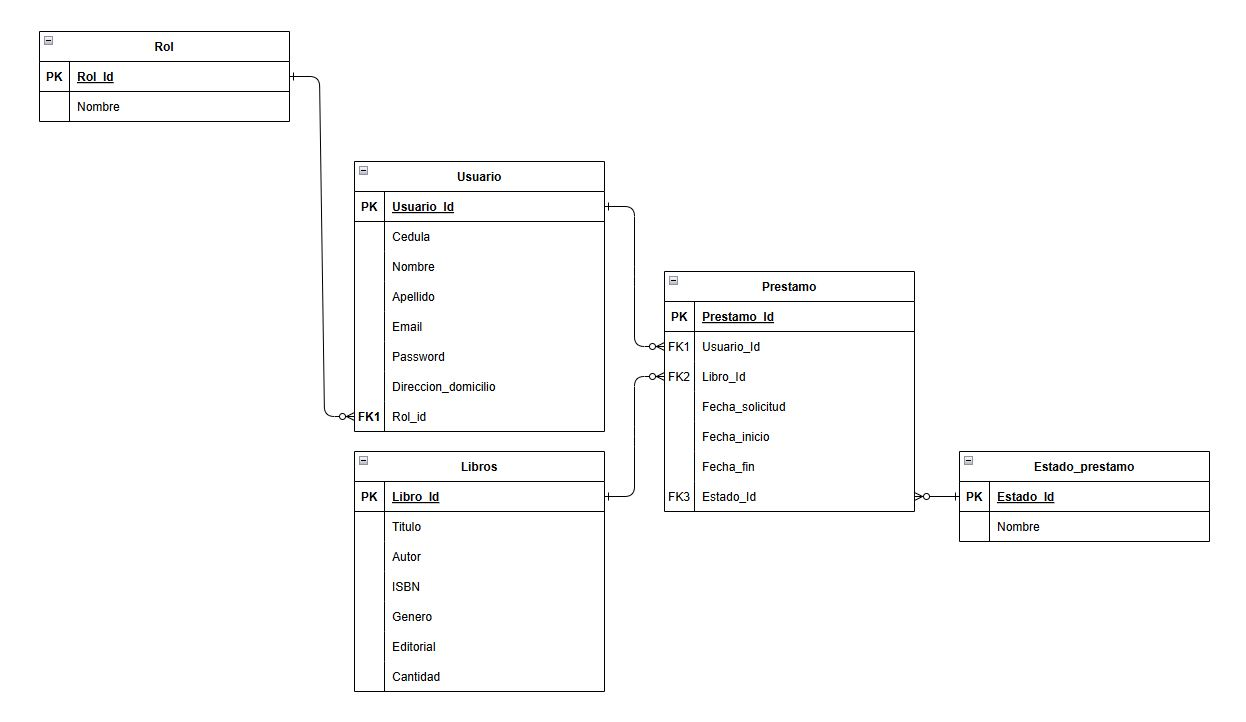 Rol
PK Rol_Id
Nombre
Usuario
PK Usuario_Id
Cedula
Nombre
Apellido
Email
Password
Direccion_domicilio
FK1 Rol_id
Libros
PK Libro_Id
Titulo
Autor
ISBN
Genero
Editorial
Cantidad
Prestamo
PK Prestamo_Id
FK1 Usuario_Id
FK2 Libro_Id
Fecha_solicitud
Fecha_inicio
Fecha_fin
FK3 Estado_Id
Estado_prestamo
PK Estado_Id
Nombre